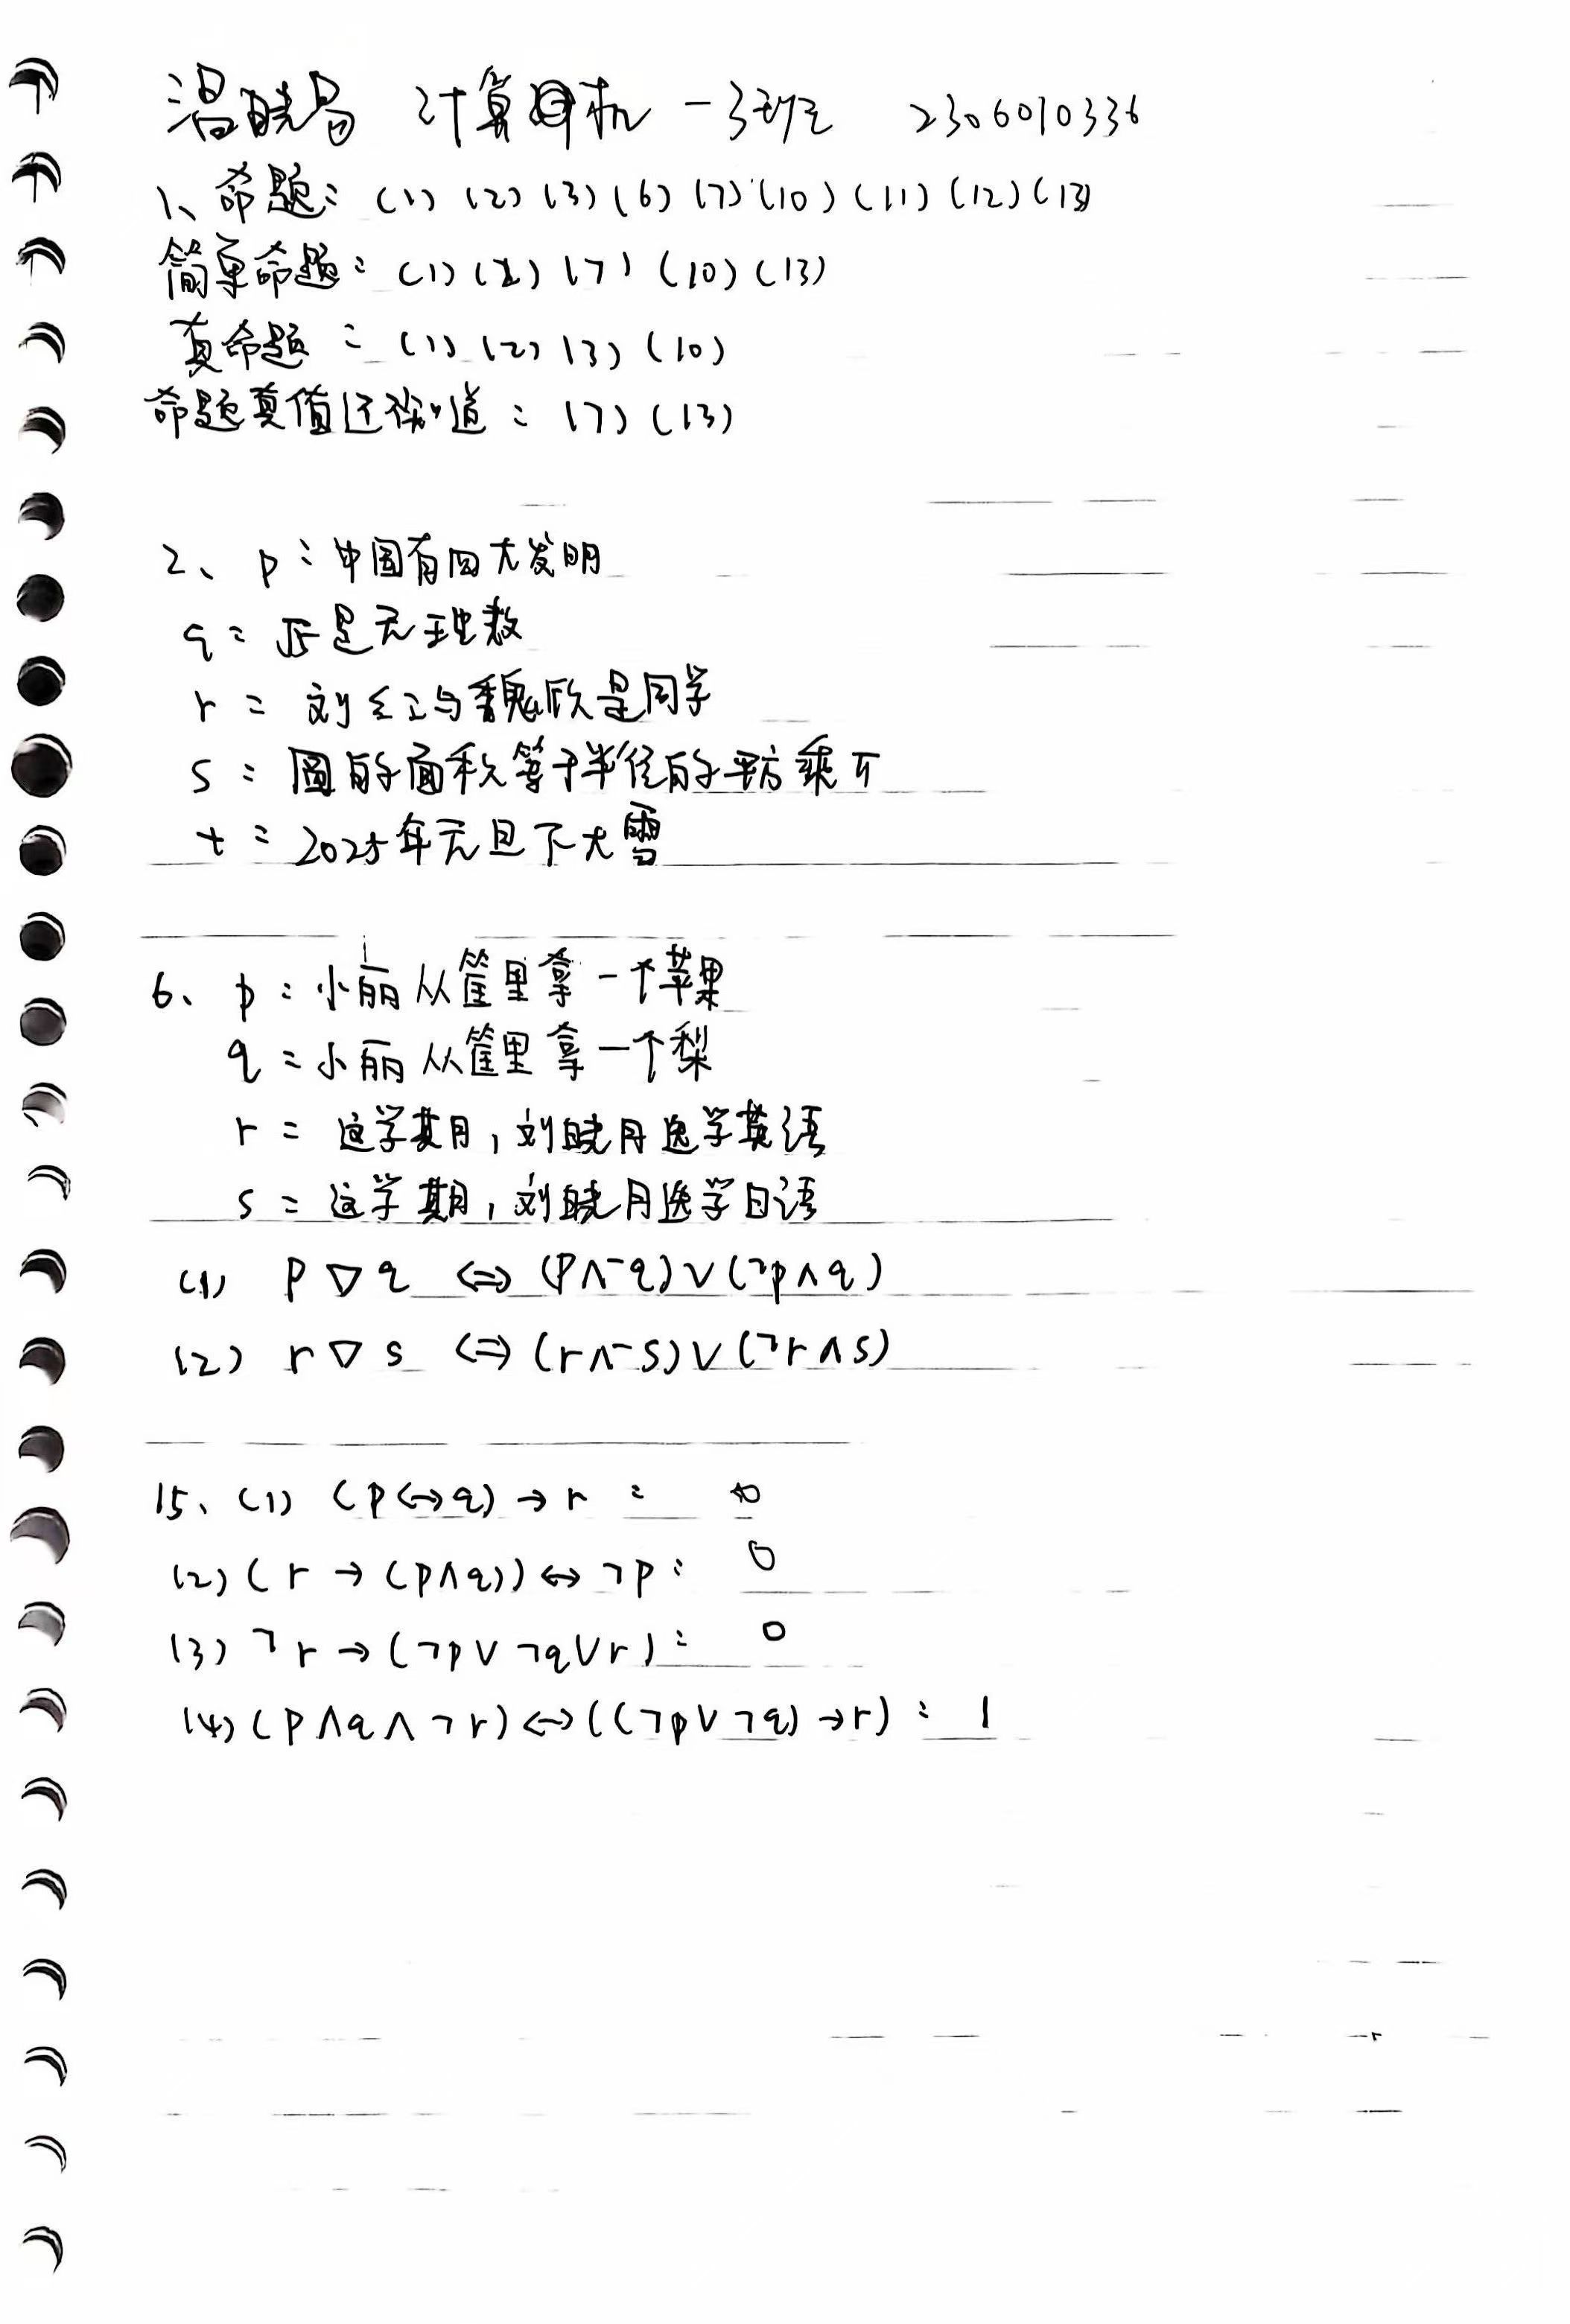 温晓易 计算机 一 3班 2306010336
1、命题：(1) (2) (3) (6) (7) (10) (11) (12) (13)
简单命题：(1) (2) (7) (10) (13)
真命题：(1) (2) (3) (10)
命题真值还不知道：(7) (13)
2、p：中国有四大发明
q：√5是无理数
r：刘红与魏欣是同学
s：圆的面积等于半径的平方乘π
t：2025年元旦下大雪
6、p：小丽从筐里拿一个苹果
q：小丽从筐里拿一个梨
r：这学期，刘晓月选学英语
s：这学期，刘晓月选学日语
(1) p ▽ q ⇔ (p∧¬q)∨(¬p∧q)
(2) r ▽ s ⇔ (r∧¬s)∨(¬r∧s)
15、(1) (p↔q)→r：0
(2) (r→(p∧q))↔¬p：0
(3) ¬r→(¬p∨¬q∨r)：0
(4) (p∧q∧¬r)↔((¬p∨¬q)→r)：1